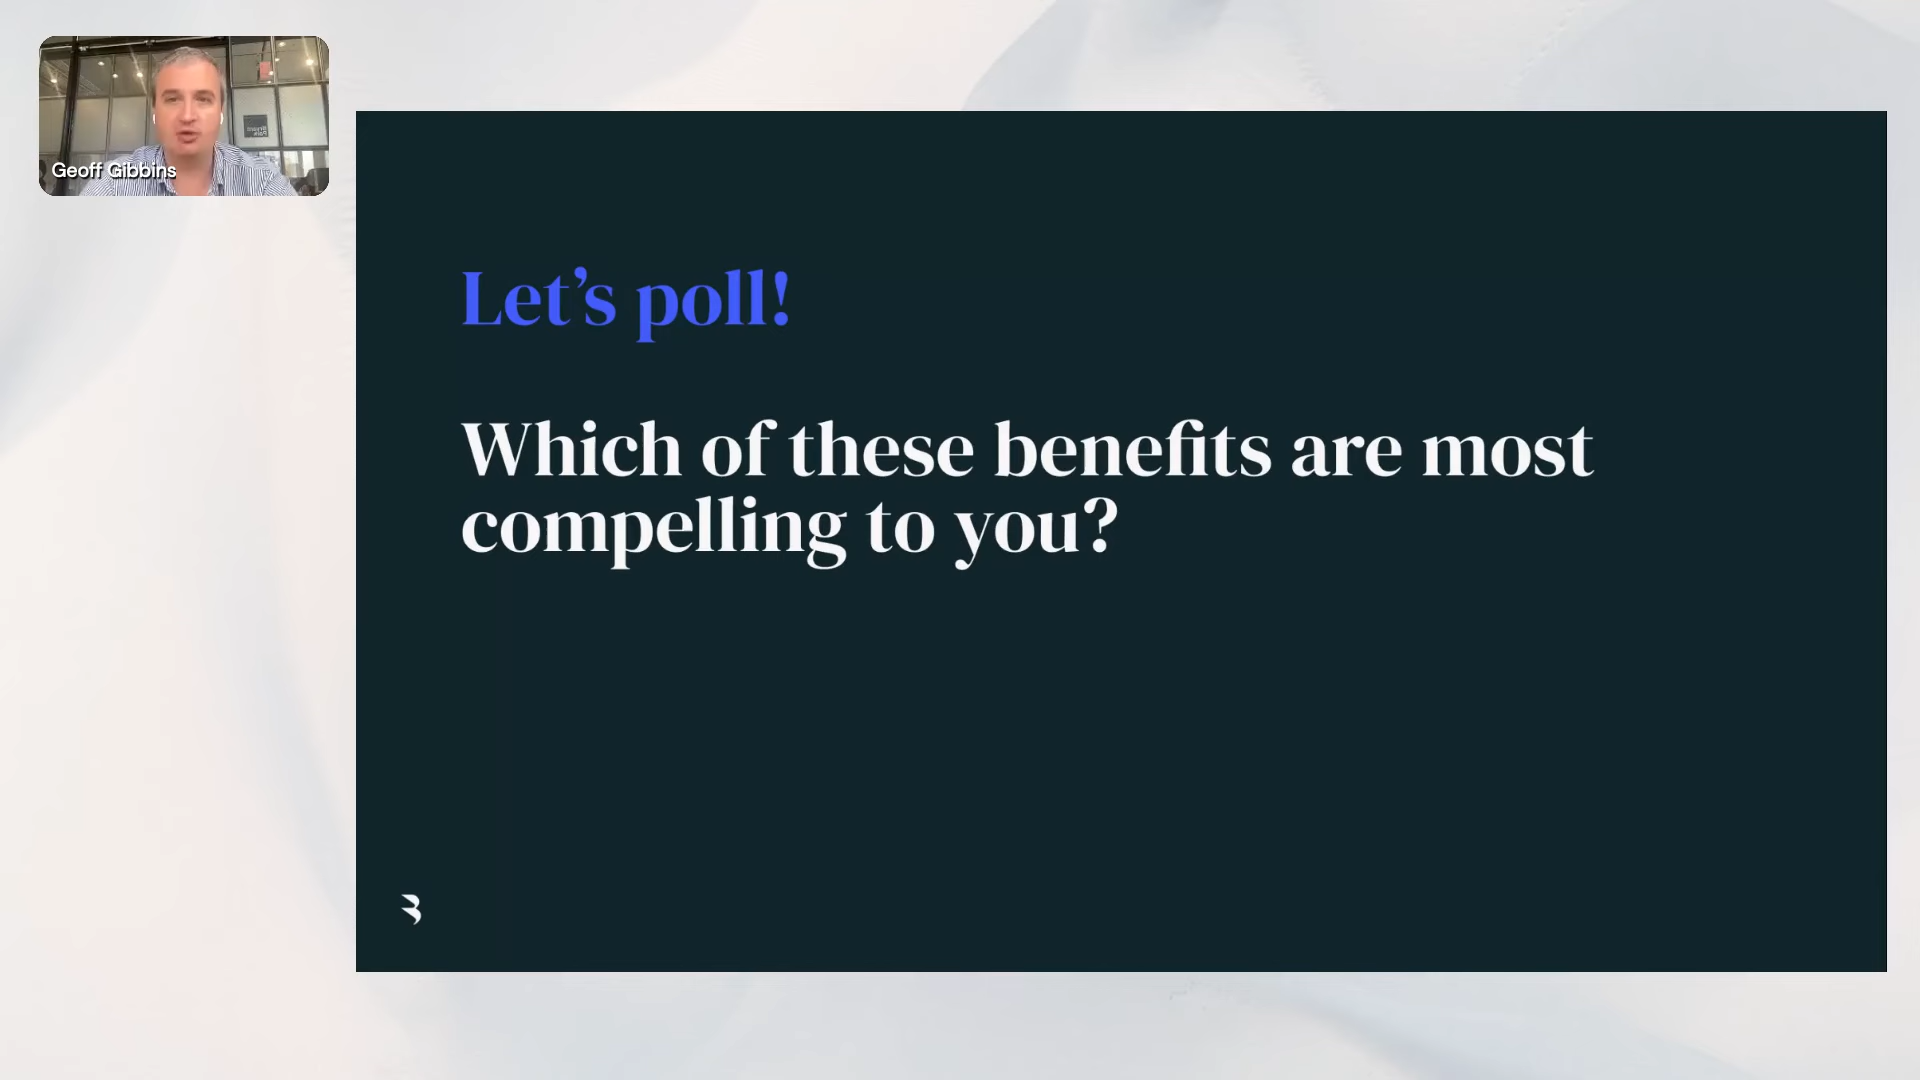 Geoff Gibbins
Let's poll!
Which of these benefits are most
compelling to you?